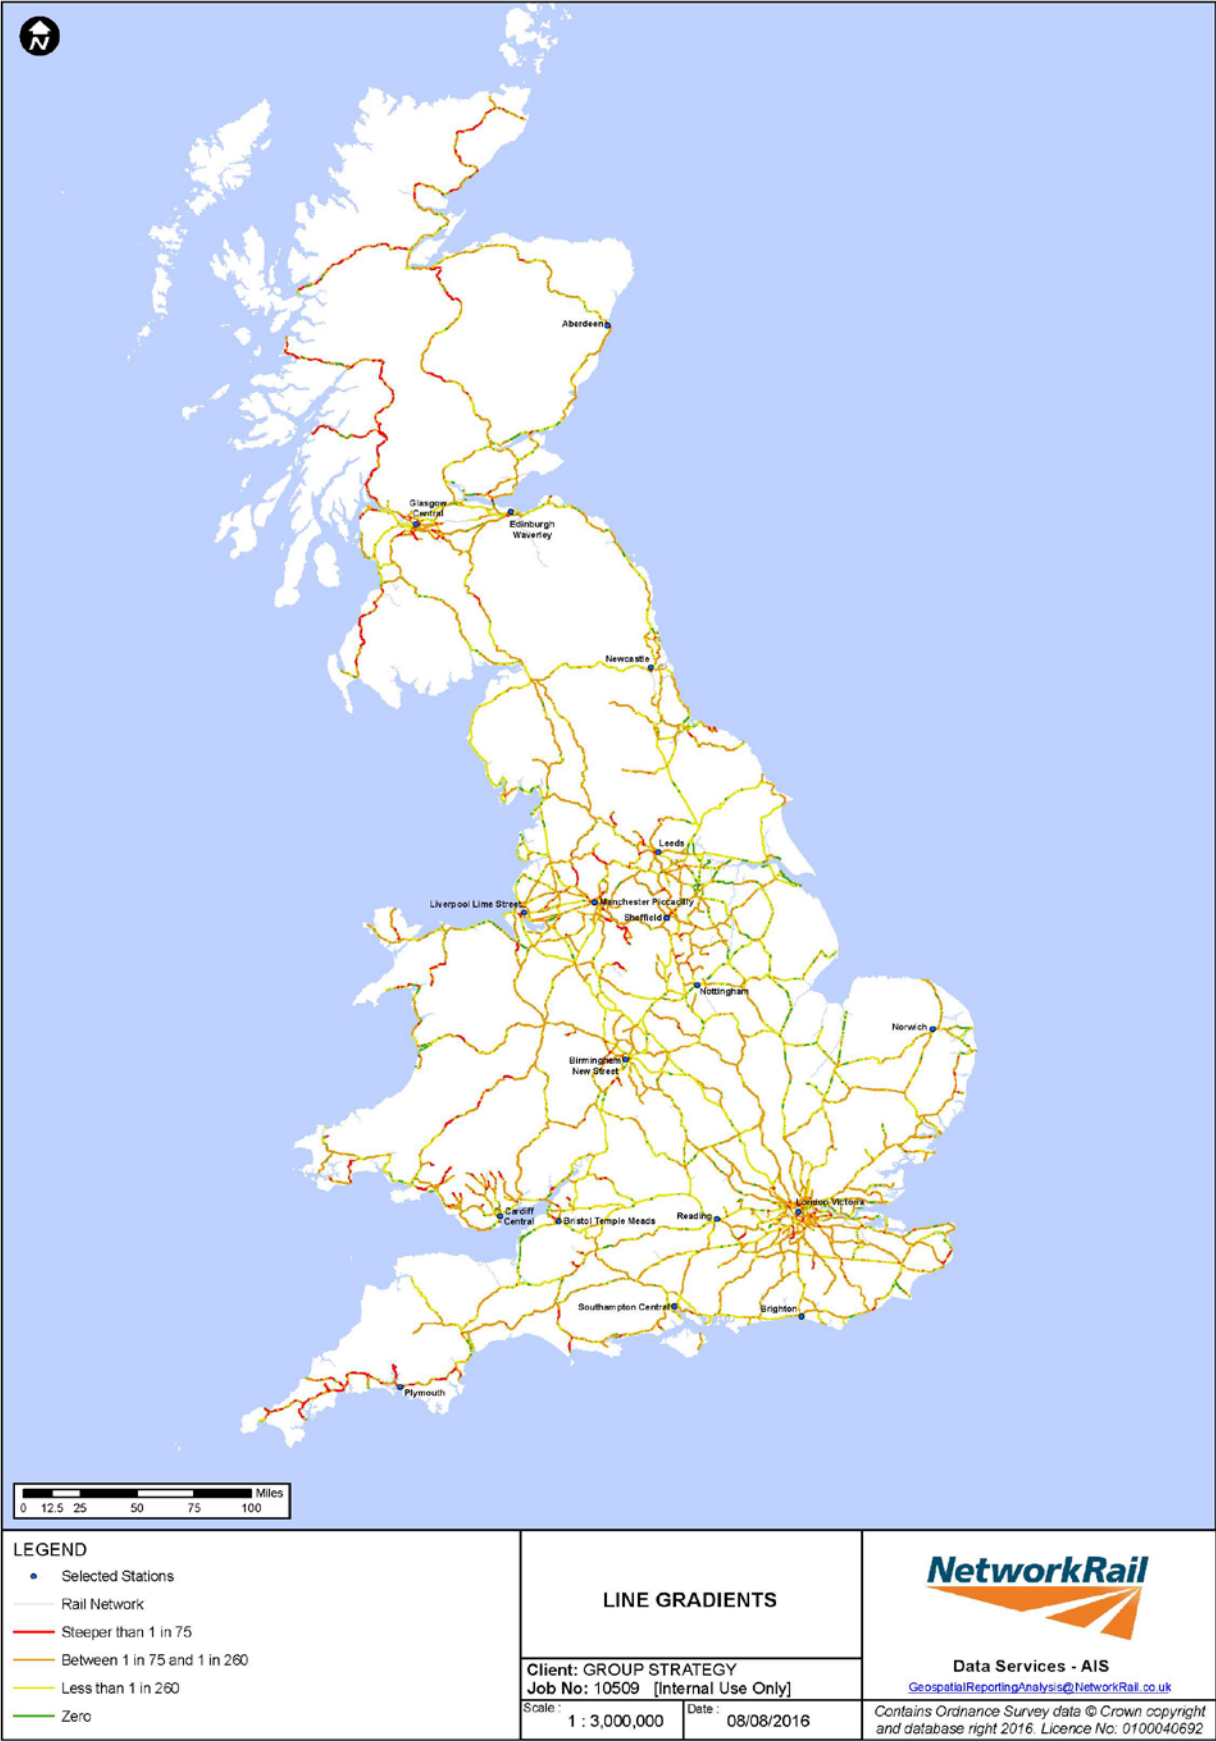 N
Aberdeen
Glasgow
Central
Edinburgh
Waverley
Newcastle
Leeds
Liverpool Lime Street
Manchester Piccadilly
Sheffield
Nottingham
Norwich
Birmingham
New Street
Cardiff
Central
Bristol Temple Meads
Reading
London Victoria
Southampton Central
Brighton
Plymouth
Miles
0 12.5 25 50 75 100
LEGEND
Selected Stations
Rail Network
Steeper than 1 in 75
Between 1 in 75 and 1 in 260
Less than 1 in 260
Zero
LINE GRADIENTS
Client: GROUP STRATEGY
Job No: 10509 [Internal Use Only]
Scale :
1 : 3,000,000
Date :
08/08/2016
NetworkRail
Data Services - AIS
GeospatialReportingAnalysis@NetworkRail.co.uk
Contains Ordnance Survey data © Crown copyright
and database right 2016. Licence No: 0100040692